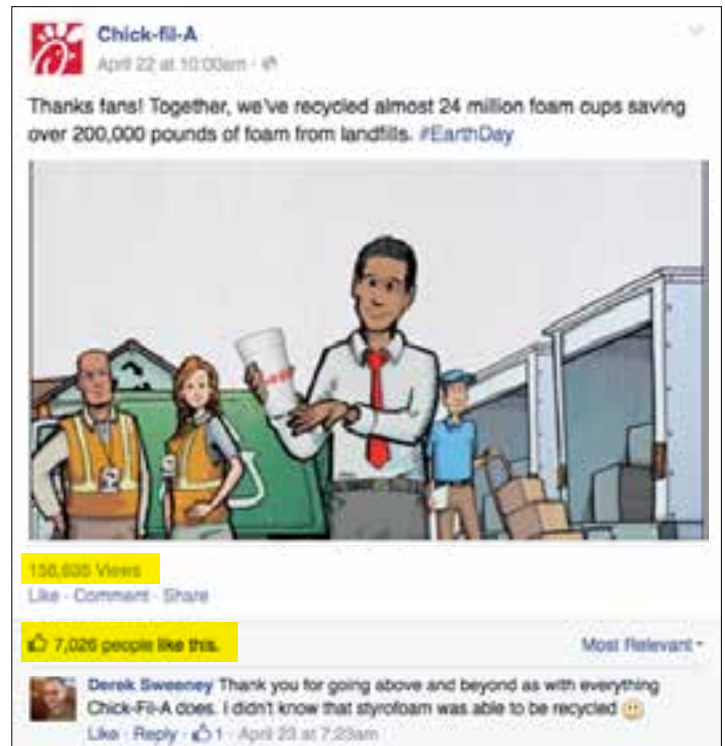 Chick-fil-A
April 22 at 10:00am ·
Thanks fans! Together, we've recycled almost 24 million foam cups saving
over 200,000 pounds of foam from landfills. #EarthDay
Views
Like · Comment · Share
7,026 people like this.
Most Relevant
Derek Sweeney Thank you for going above and beyond as with everything
Chick-Fil-A does. I didn't know that styrofoam was able to be recycled 🙂
Like · Reply · 1 · April 23 at 7:23am